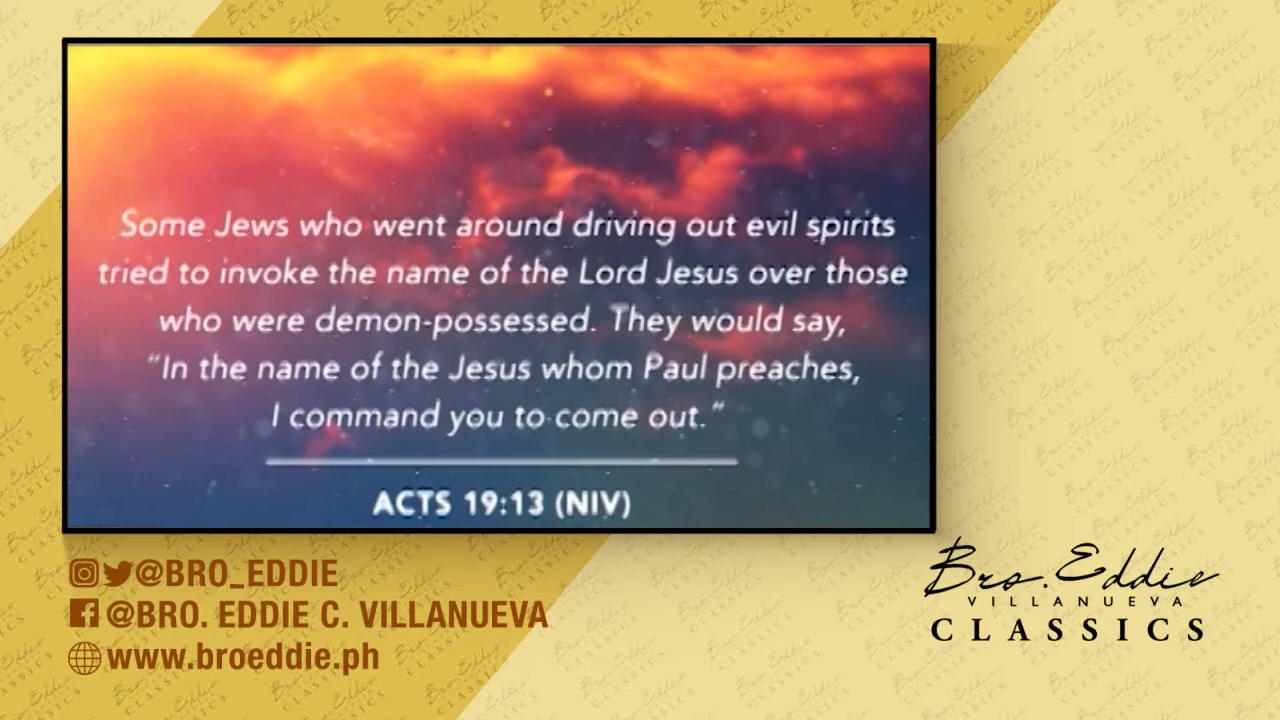 Some Jews who went around driving out evil spirits
tried to invoke the name of the Lord Jesus over those
who were demon-possessed. They would say,
“In the name of the Jesus whom Paul preaches,
I command you to come out.”
ACTS 19:13 (NIV)
@BRO_EDDIE
@BRO. EDDIE C. VILLANUEVA
www.broeddie.ph
Bro. Eddie
VILLANUEVA
CLASSICS